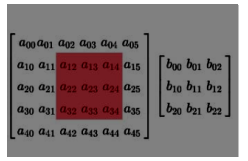 a00 a01 a02 a03 a04 a05
a10 a11 a12 a13 a14 a15 b00 b01 b02
a20 a21 a22 a23 a24 a25 b10 b11 b12
a30 a31 a32 a33 a34 a35 b20 b21 b22
a40 a41 a42 a43 a44 a45